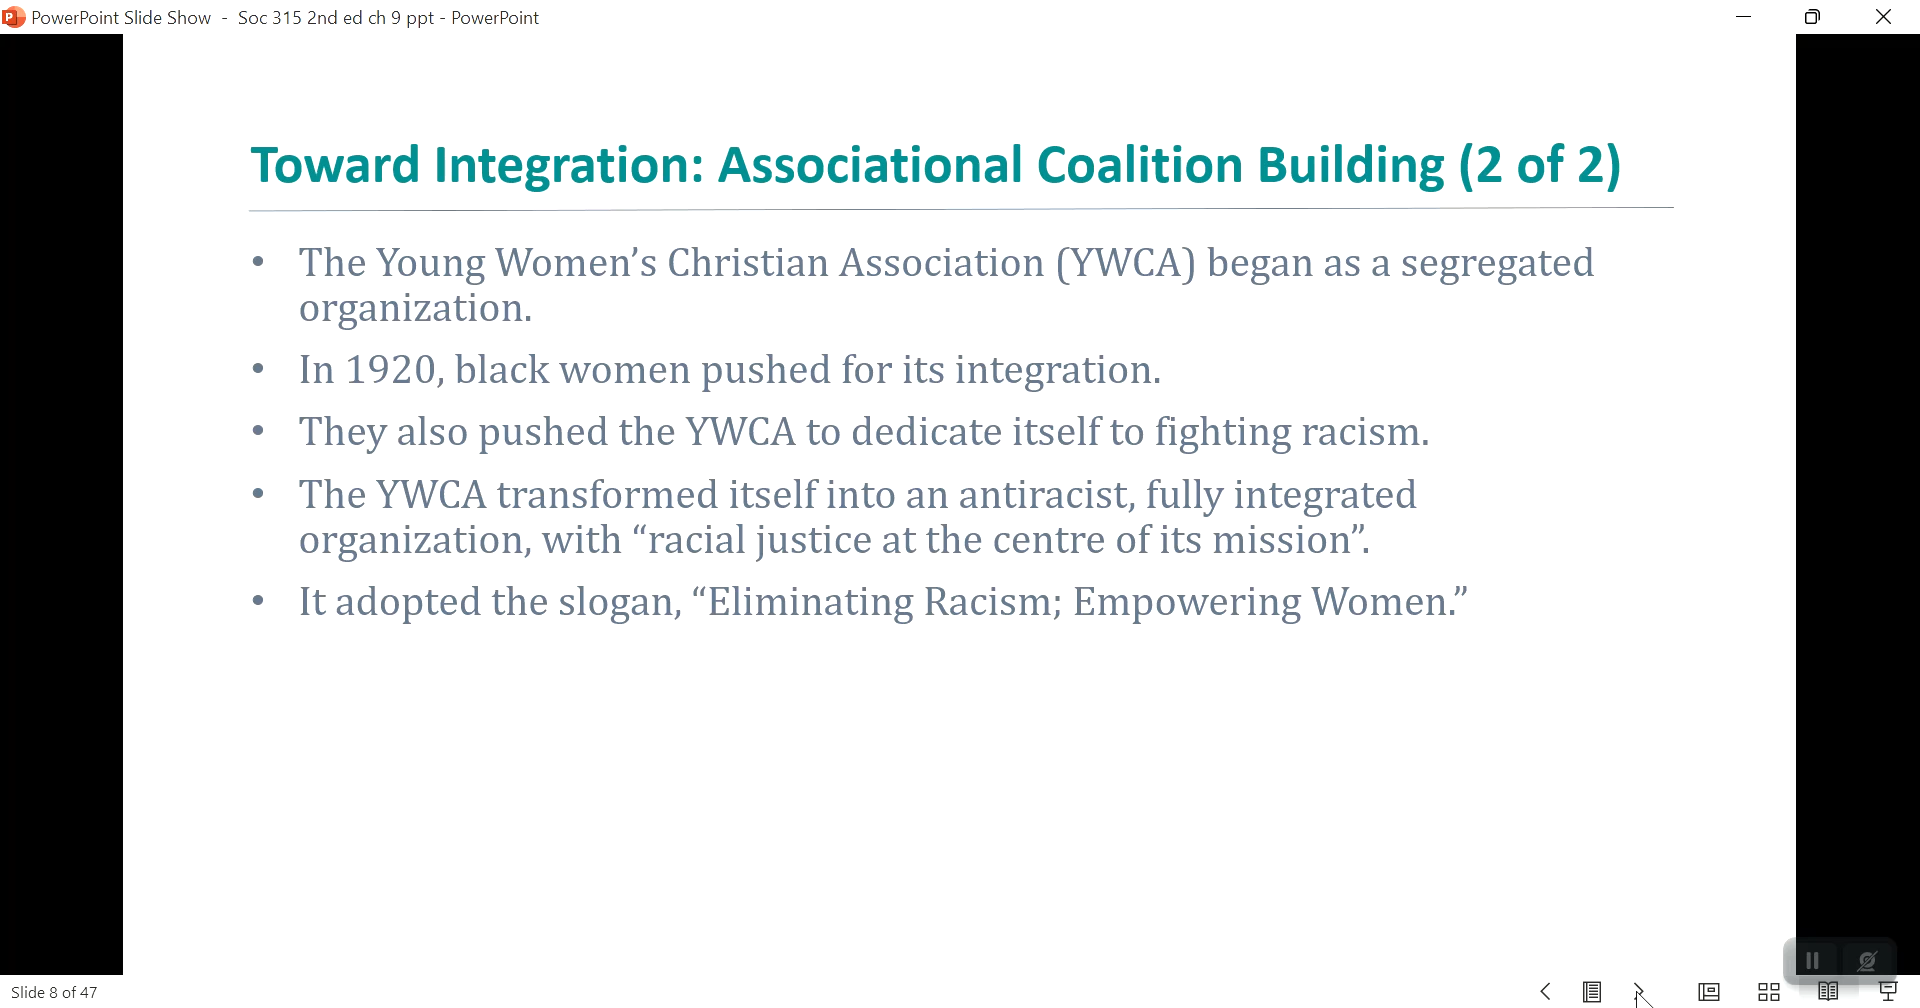 PowerPoint Slide Show - Soc 315 2nd ed ch 9 ppt - PowerPoint
Toward Integration: Associational Coalition Building (2 of 2)
• The Young Women’s Christian Association (YWCA) began as a segregated
organization.
• In 1920, black women pushed for its integration.
• They also pushed the YWCA to dedicate itself to fighting racism.
• The YWCA transformed itself into an antiracist, fully integrated
organization, with “racial justice at the centre of its mission”.
• It adopted the slogan, “Eliminating Racism; Empowering Women.”
Slide 8 of 47